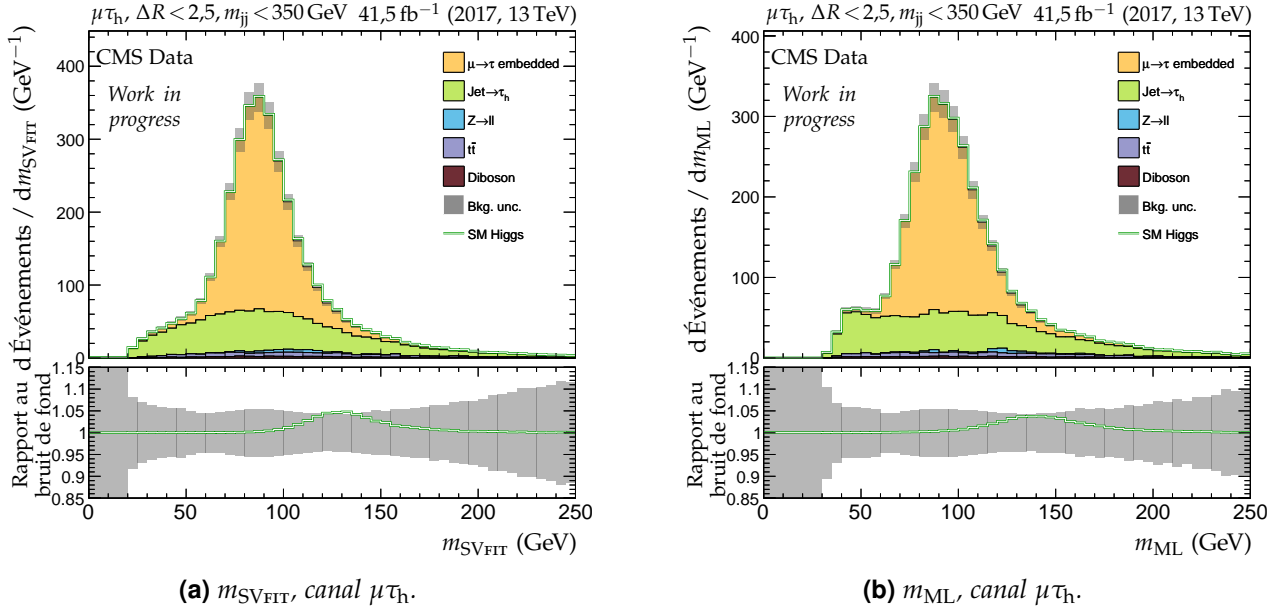 μτh, ΔR < 2,5, mjj < 350 GeV 41,5 fb−1 (2017, 13 TeV)
CMS Data
Work in
progress
μ→τ embedded
Jet→τh
Z→ll
tt̄
Diboson
Bkg. unc.
SM Higgs
d Événements / dmSVFIT (GeV−1)
400
300
200
100
0
Rapport au
bruit de fond
1.15
1.1
1.05
1
0.95
0.9
0.85
0 50 100 150 200 250
mSVFIT (GeV)
(a) mSVFIT, canal μτh.
μτh, ΔR < 2,5, mjj < 350 GeV 41,5 fb−1 (2017, 13 TeV)
CMS Data
Work in
progress
μ→τ embedded
Jet→τh
Z→ll
tt̄
Diboson
Bkg. unc.
SM Higgs
d Événements / dmML (GeV−1)
400
300
200
100
0
Rapport au
bruit de fond
1.15
1.1
1.05
1
0.95
0.9
0.85
0 50 100 150 200 250
mML (GeV)
(b) mML, canal μτh.